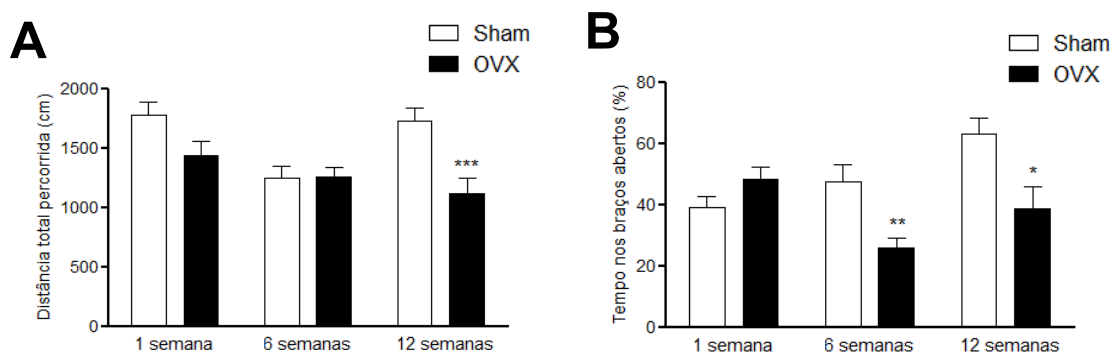 A
Sham
OVX
Distância total percorrida (cm)
2000
1500
1000
500
0
***
1 semana
6 semanas
12 semanas
B
Sham
OVX
Tempo nos braços abertos (%)
80
60
40
20
0
**
*
1 semana
6 semanas
12 semanas